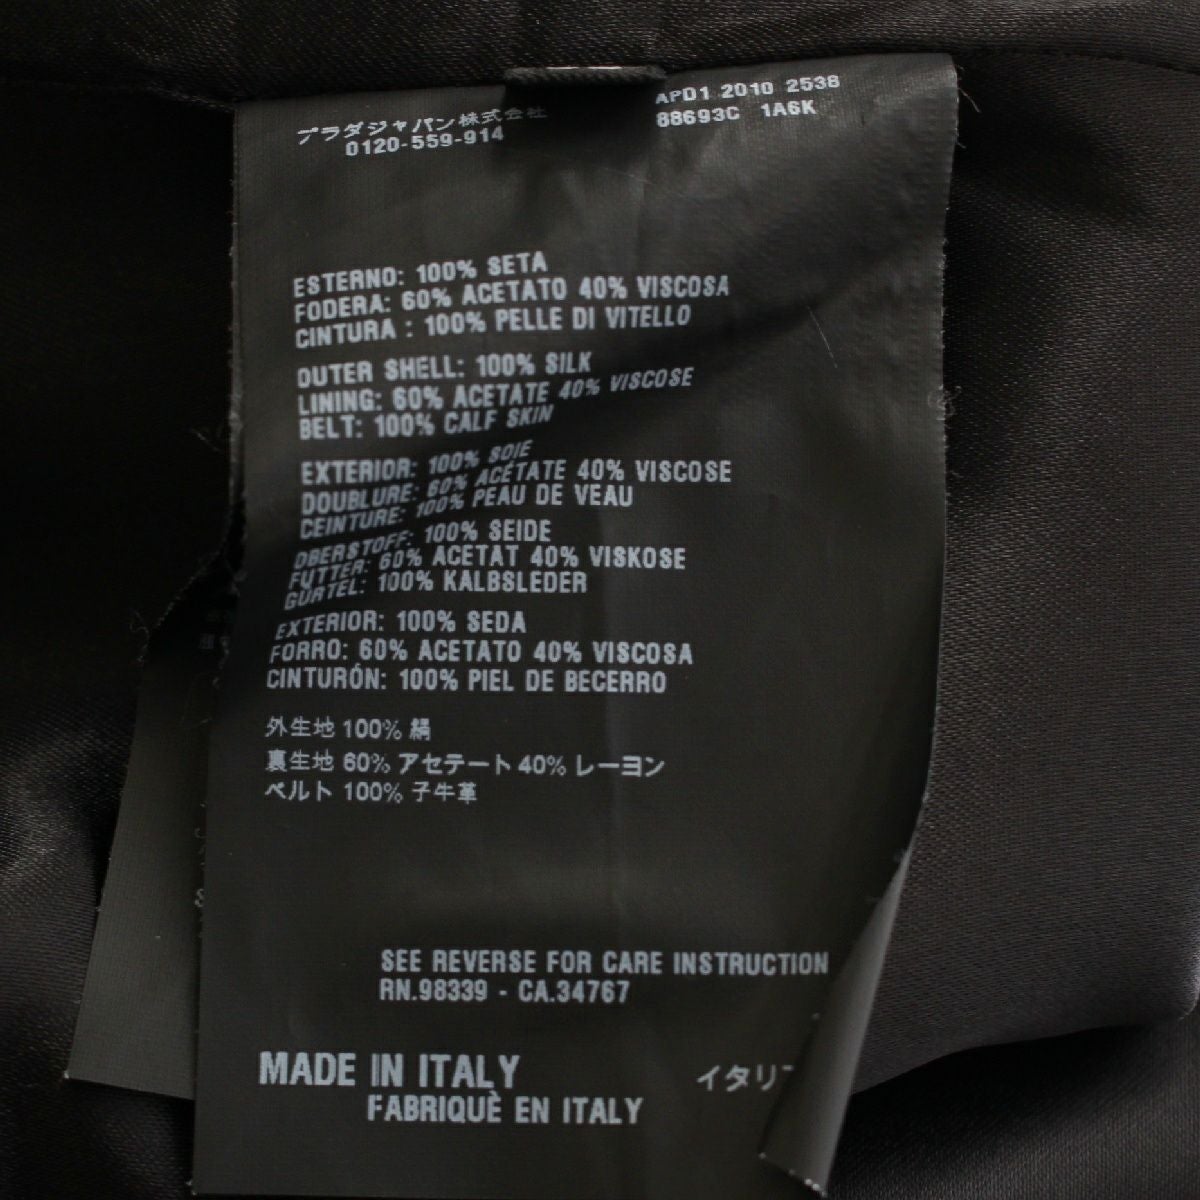 プラダジャパン株式会社
0120-559-914
APD1 2010 2538
88693C 1A6K
ESTERNO: 100% SETA
FODERA: 60% ACETATO 40% VISCOSA
CINTURA : 100% PELLE DI VITELLO
OUTER SHELL: 100% SILK
LINING: 60% ACETATE 40% VISCOSE
BELT: 100% CALF SKIN
EXTERIOR: 100% SOIE
DOUBLURE: 60% ACÉTATE 40% VISCOSE
CEINTURE: 100% PEAU DE VEAU
OBERSTOFF: 100% SEIDE
FUTTER: 60% ACETAT 40% VISKOSE
GÜRTEL: 100% KALBSLEDER
EXTERIOR: 100% SEDA
FORRO: 60% ACETATO 40% VISCOSA
CINTURÓN: 100% PIEL DE BECERRO
外生地 100% 絹
裏生地 60% アセテート 40% レーヨン
ベルト 100% 子牛革
SEE REVERSE FOR CARE INSTRUCTION
RN.98339 - CA.34767
MADE IN ITALY
イタリ
FABRIQUÈ EN ITALY